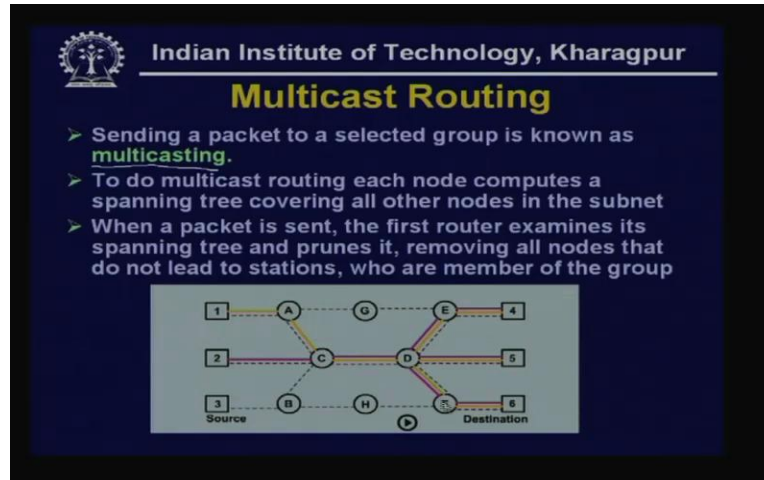 Indian Institute of Technology, Kharagpur
Multicast Routing
Sending a packet to a selected group is known as
multicasting.
To do multicast routing each node computes a
spanning tree covering all other nodes in the subnet
When a packet is sent, the first router examines its
spanning tree and prunes it, removing all nodes that
do not lead to stations, who are member of the group
1 A G E 4
2 C D 5
3 B H 6
Source Destination